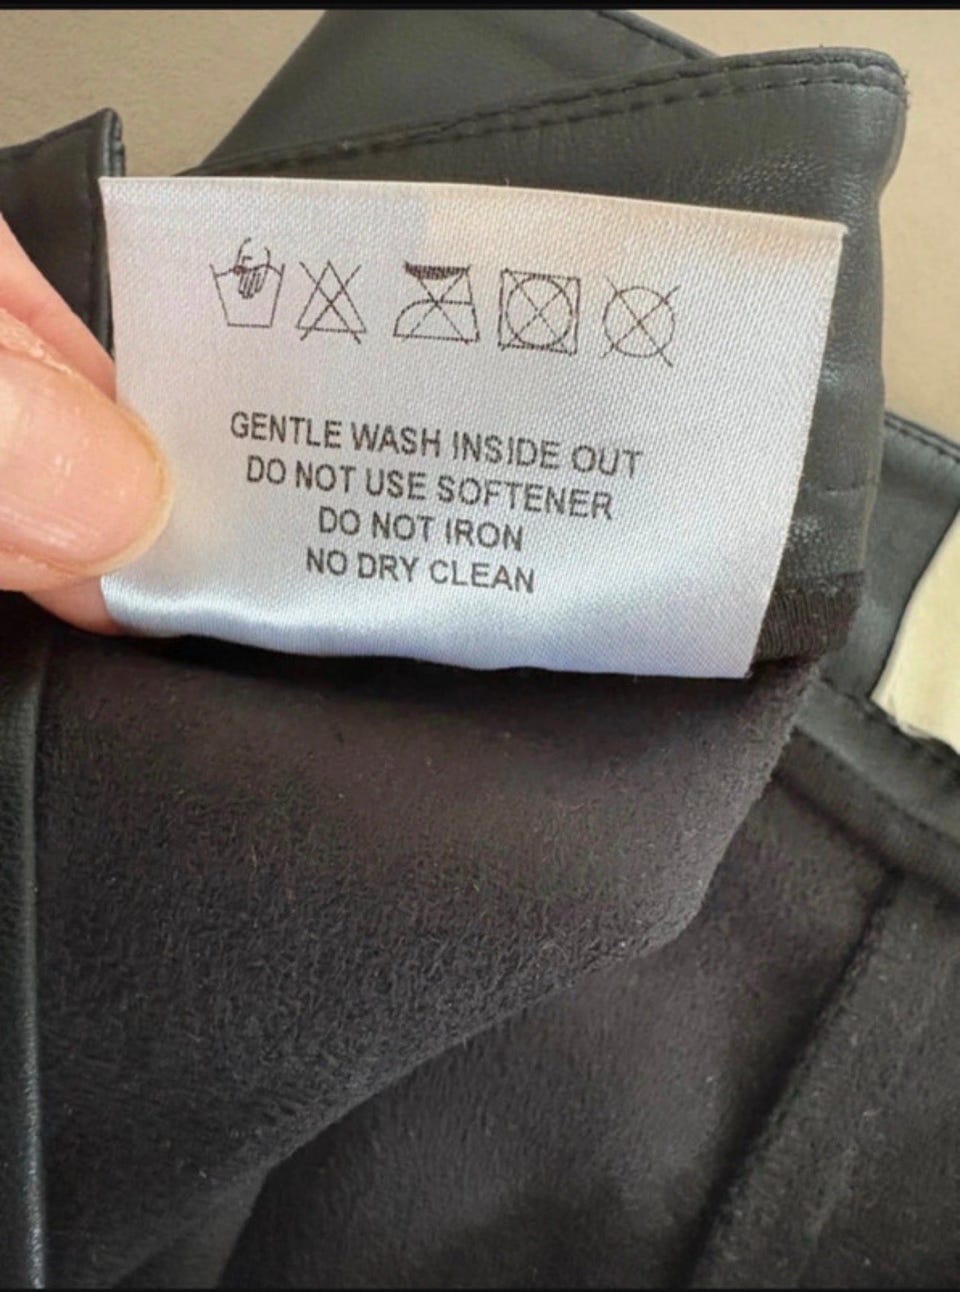 GENTLE WASH INSIDE OUT
DO NOT USE SOFTENER
DO NOT IRON
NO DRY CLEAN